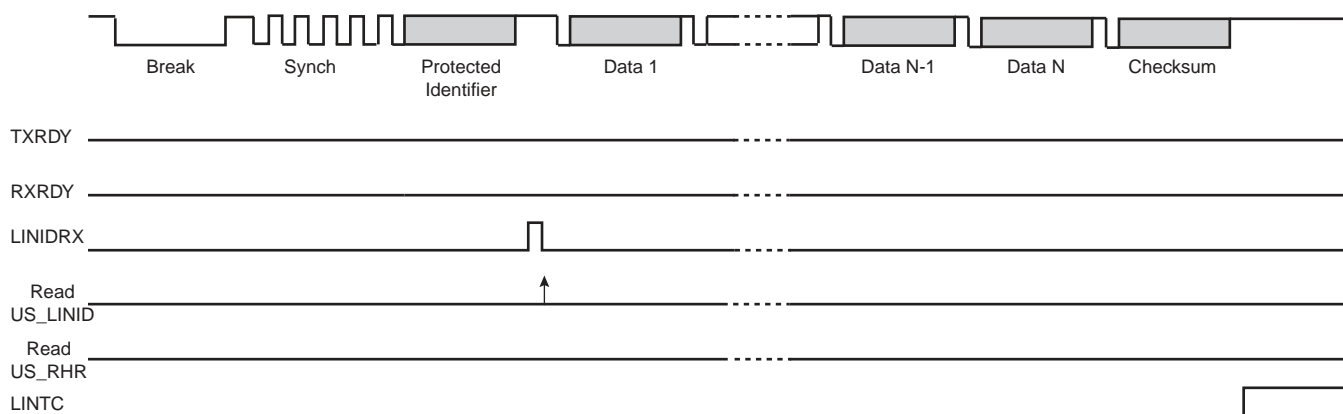 Break
Synch
Protected
Identifier
Data 1
Data N-1
Data N
Checksum
TXRDY
RXRDY
LINIDRX
Read
US_LINID
Read
US_RHR
LINTC